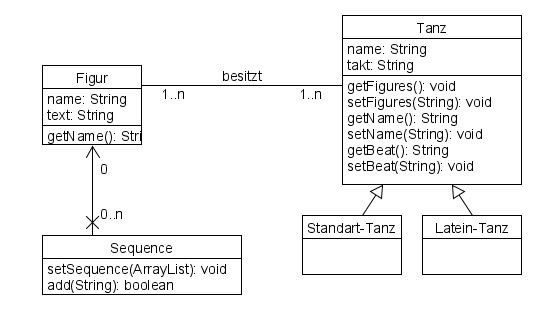 Tanz
name: String
takt: String
getFigures(): void
setFigures(String): void
getName(): String
setName(String): void
getBeat(): String
setBeat(String): void
besitzt
1..n
1..n
Figur
name: String
text: String
getName(): Stri
0
0..n
Sequence
setSequence(ArrayList): void
add(String): boolean
Standart-Tanz
Latein-Tanz